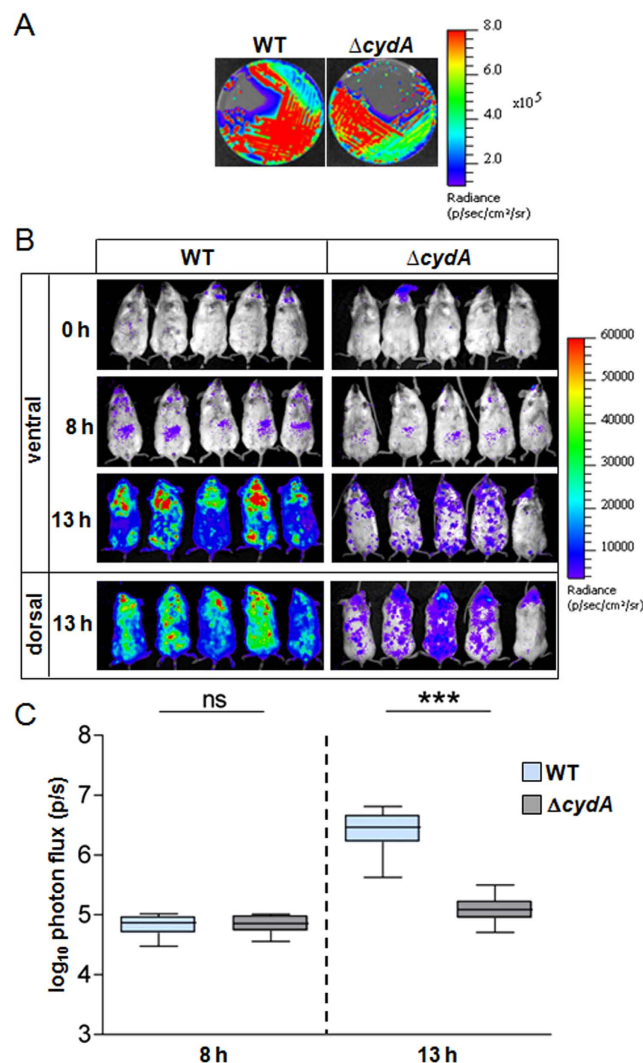 A
WT
ΔcydA
8.0
6.0
x10⁵
4.0
2.0
Radiance
(p/sec/cm²/sr)
B
WT
ΔcydA
ventral
0 h
8 h
13 h
dorsal
13 h
60000
50000
40000
30000
20000
10000
Radiance
(p/sec/cm²/sr)
C
ns
***
8
7
6
5
4
3
log₁₀ photon flux (p/s)
WT
ΔcydA
8 h
13 h